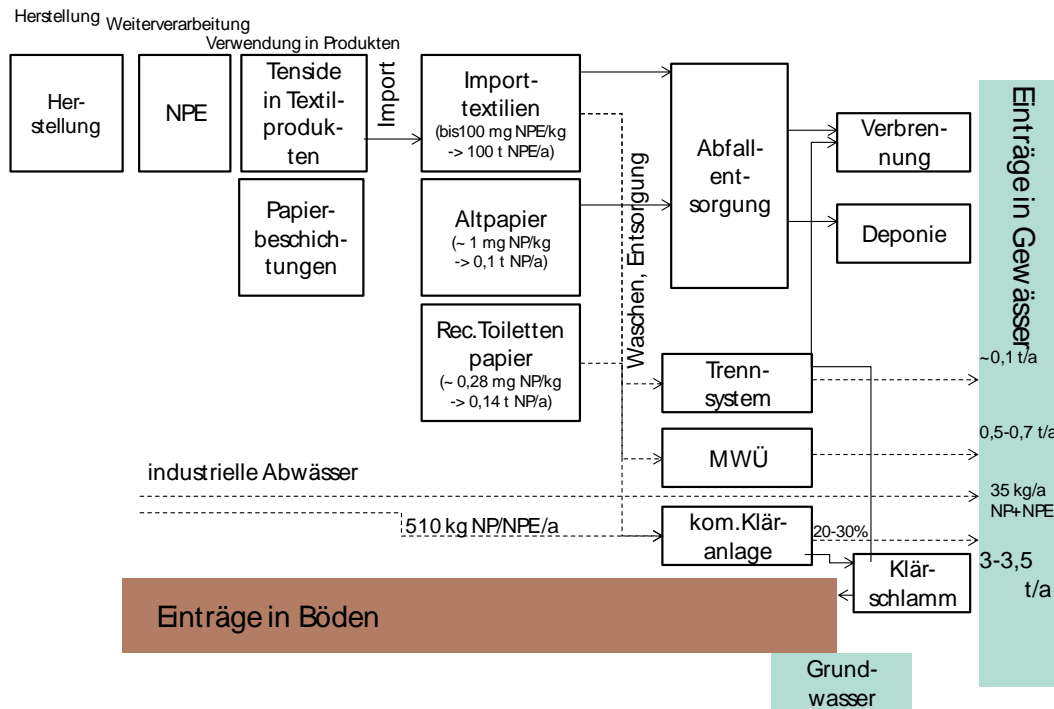 Herstellung
Weiterverarbeitung
Verwendung in Produkten
Her-
stellung
NPE
Tenside
in Textil-
produk-
ten
Import
Import-
textilien
(bis100 mg NPE/kg
-> 100 t NPE/a)
Abfall-
ent-
sorgung
Verbren-
nung
Einträge in Gewässer
Papier-
beschich-
tungen
Altpapier
(~ 1 mg NP/kg
-> 0,1 t NP/a)
Waschen, Entsorgung
Deponie
Rec.Toiletten
papier
(~ 0,28 mg NP/kg
-> 0,14 t NP/a)
Trenn-
system
~0,1 t/a
MWÜ
0,5-0,7 t/a
industrielle Abwässer
35 kg/a
NP+NPE
510 kg NP/NPE/a
kom.Klär-
anlage
20-30%
3-3,5
t/a
Klär-
schlamm
Einträge in Böden
Grund-
wasser